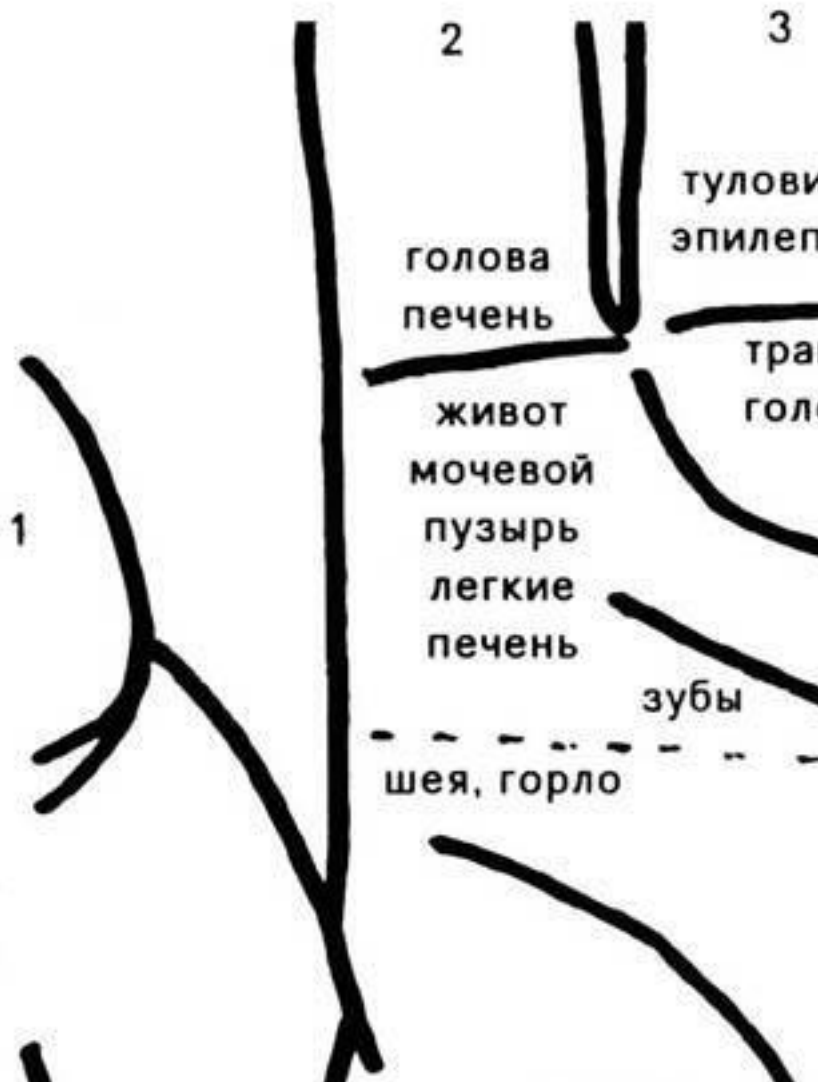 2
3
голова
печень
живот
мочевой
пузырь
легкие
печень
1
зубы
шея, горло